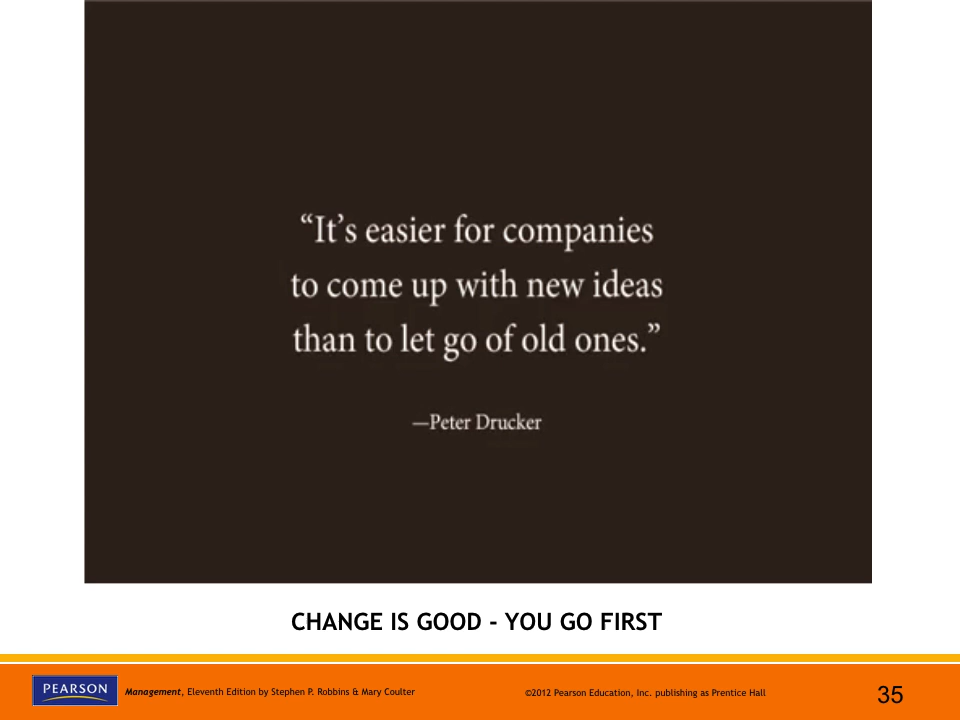 “It’s easier for companies
to come up with new ideas
than to let go of old ones.”
—Peter Drucker
CHANGE IS GOOD - YOU GO FIRST
PEARSON
Management, Eleventh Edition by Stephen P. Robbins & Mary Coulter
©2012 Pearson Education, Inc. publishing as Prentice Hall
35